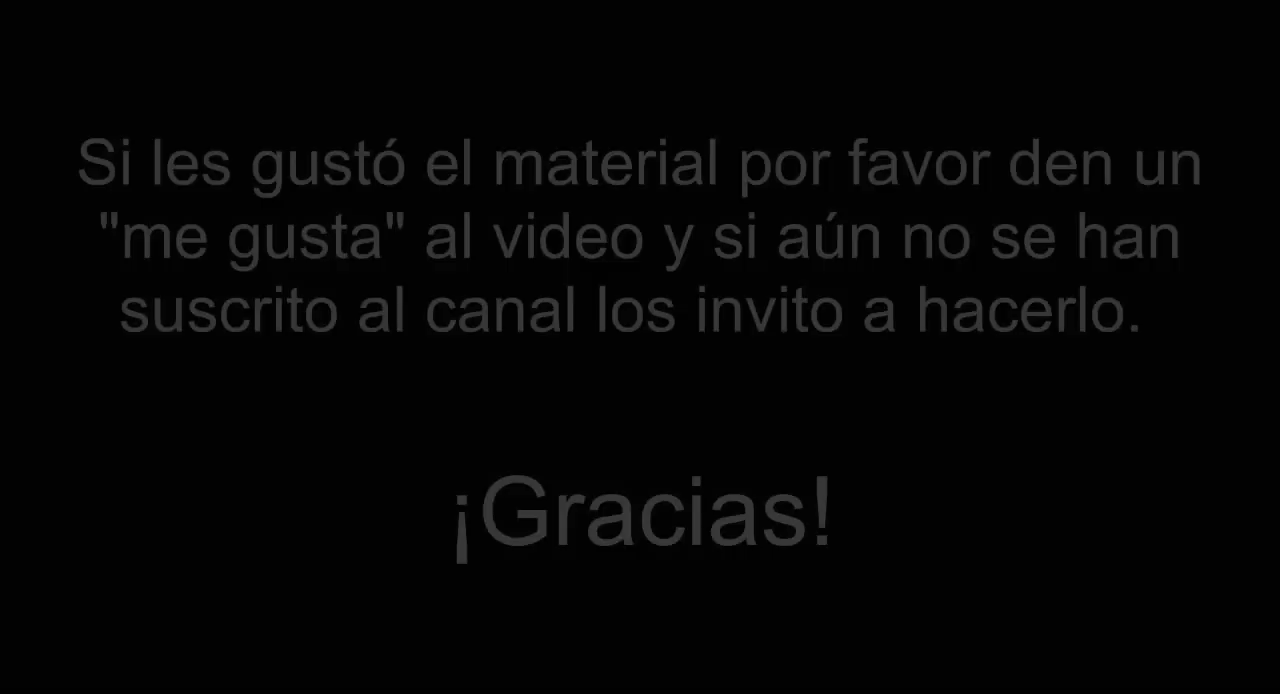 Si les gustó el material por favor den un
"me gusta" al video y si aún no se han
suscrito al canal los invito a hacerlo.
¡Gracias!